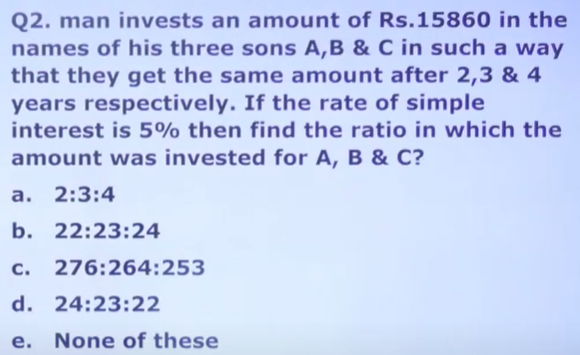 Q2. man invests an amount of Rs.15860 in the
names of his three sons A,B & C in such a way
that they get the same amount after 2,3 & 4
years respectively. If the rate of simple
interest is 5% then find the ratio in which the
amount was invested for A, B & C?
a. 2:3:4
b. 22:23:24
c. 276:264:253
d. 24:23:22
e. None of these